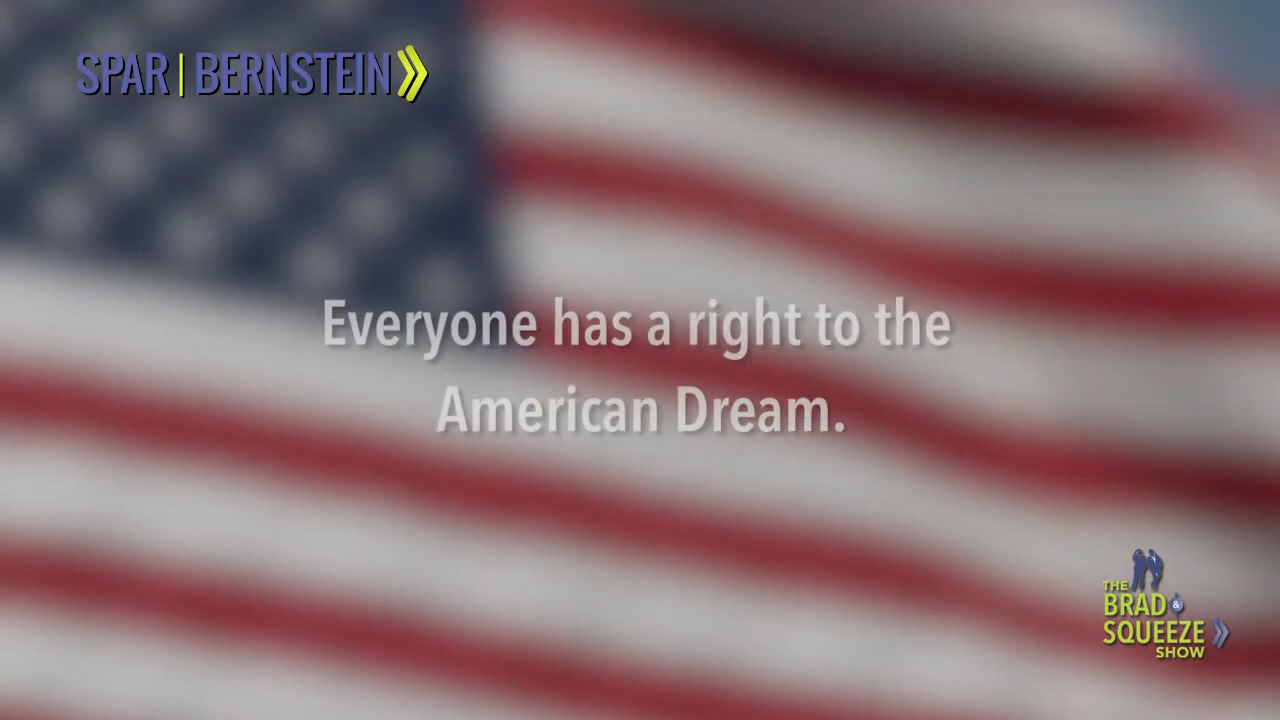 SPAR | BERNSTEIN
Everyone has a right to the
American Dream.
THE
BRAD &
SQUEEZE
SHOW